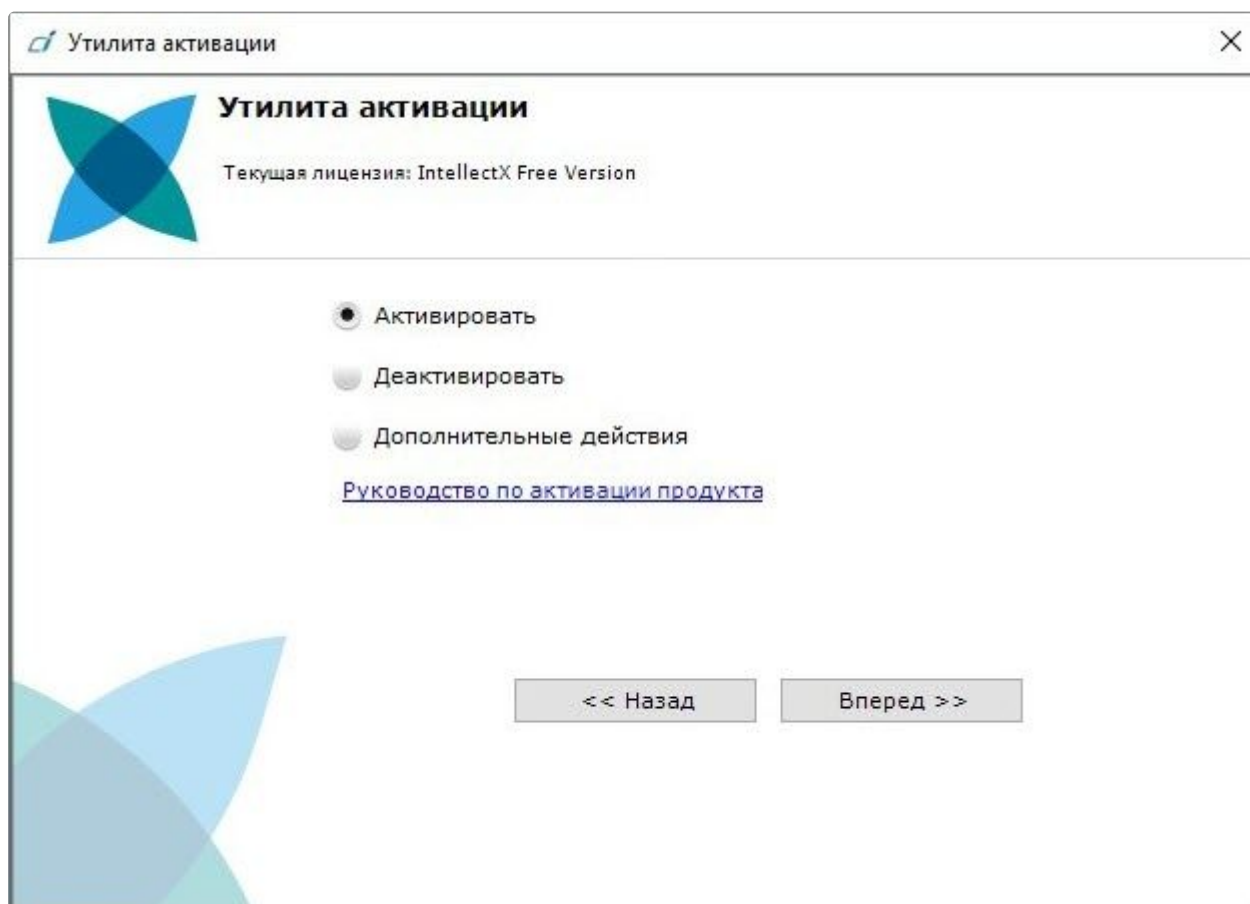 Утилита активации
Утилита активации
Текущая лицензия: IntellectX Free Version
Активировать
Деактивировать
Дополнительные действия
Руководство по активации продукта
<< Назад
Вперед >>